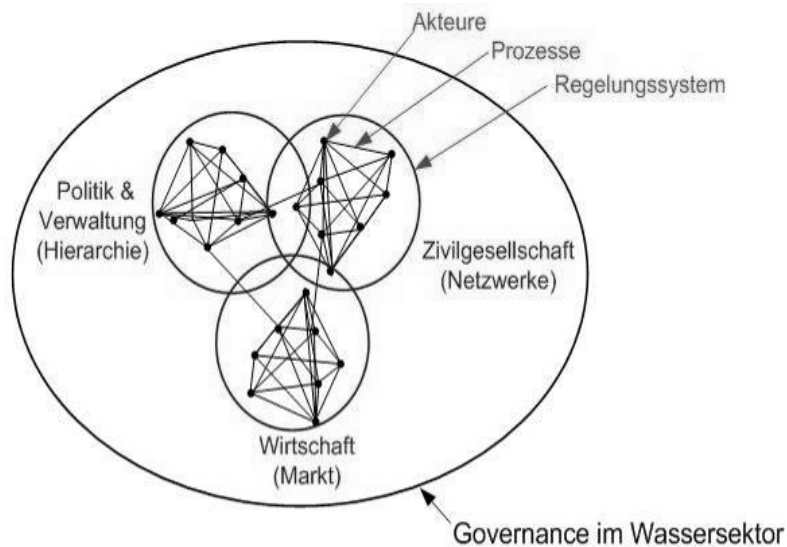 Akteure
Prozesse
Regelungssystem
Politik &
Verwaltung
(Hierarchie)
Zivilgesellschaft
(Netzwerke)
Wirtschaft
(Markt)
Governance im Wassersektor